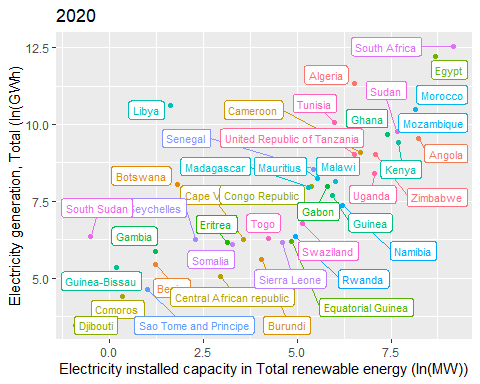 2020
Electricity generation, Total (ln(GWh)
12.5
10.0
7.5
5.0
South Africa
Egypt
Algeria
Sudan
Morocco
Libya
Cameroon
Tunisia
Ghana
Mozambique
Senegal
United Republic of Tanzania
Angola
Madagascar
Mauritius
Malawi
Kenya
Botswana
Cape V
Congo Republic
Uganda
Zimbabwe
South Sudan
Seychelles
Gabon
Guinea
Gambia
Eritrea
Togo
Swaziland
Namibia
Somalia
Guinea-Bissau
Be
Sierra Leone
Rwanda
Central African republic
Comoros
Equatorial Guinea
Djibouti
Sao Tome and Principe
Burundi
0.0
2.5
5.0
7.5
Electricity installed capacity in Total renewable energy (ln(MW))